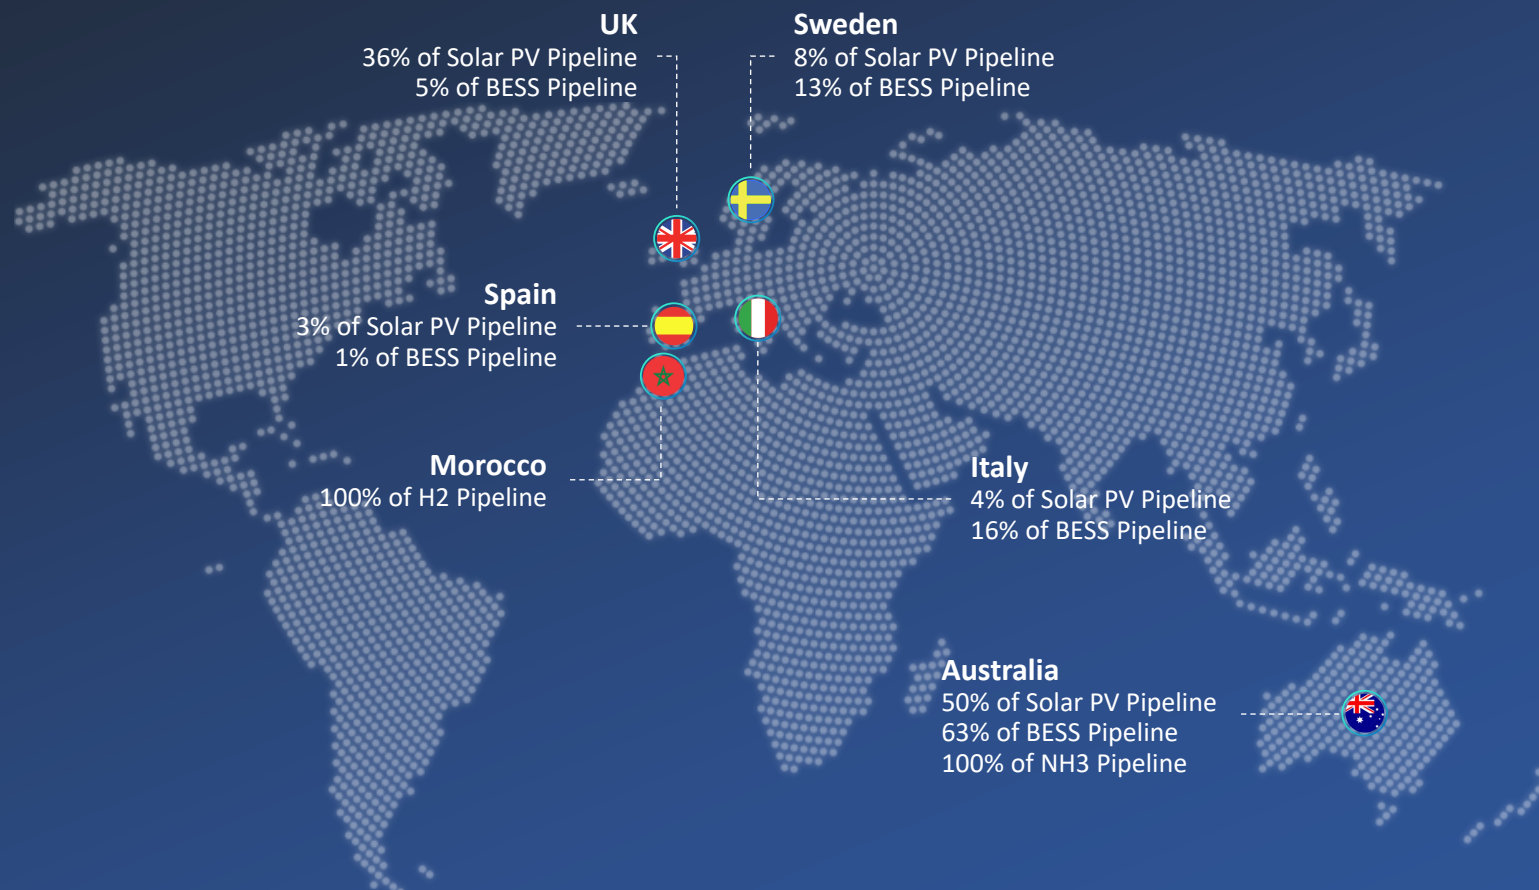 UK
36% of Solar PV Pipeline
5% of BESS Pipeline
Sweden
8% of Solar PV Pipeline
13% of BESS Pipeline
Spain
3% of Solar PV Pipeline
1% of BESS Pipeline
Morocco
100% of H2 Pipeline
Italy
4% of Solar PV Pipeline
16% of BESS Pipeline
Australia
50% of Solar PV Pipeline
63% of BESS Pipeline
100% of NH3 Pipeline